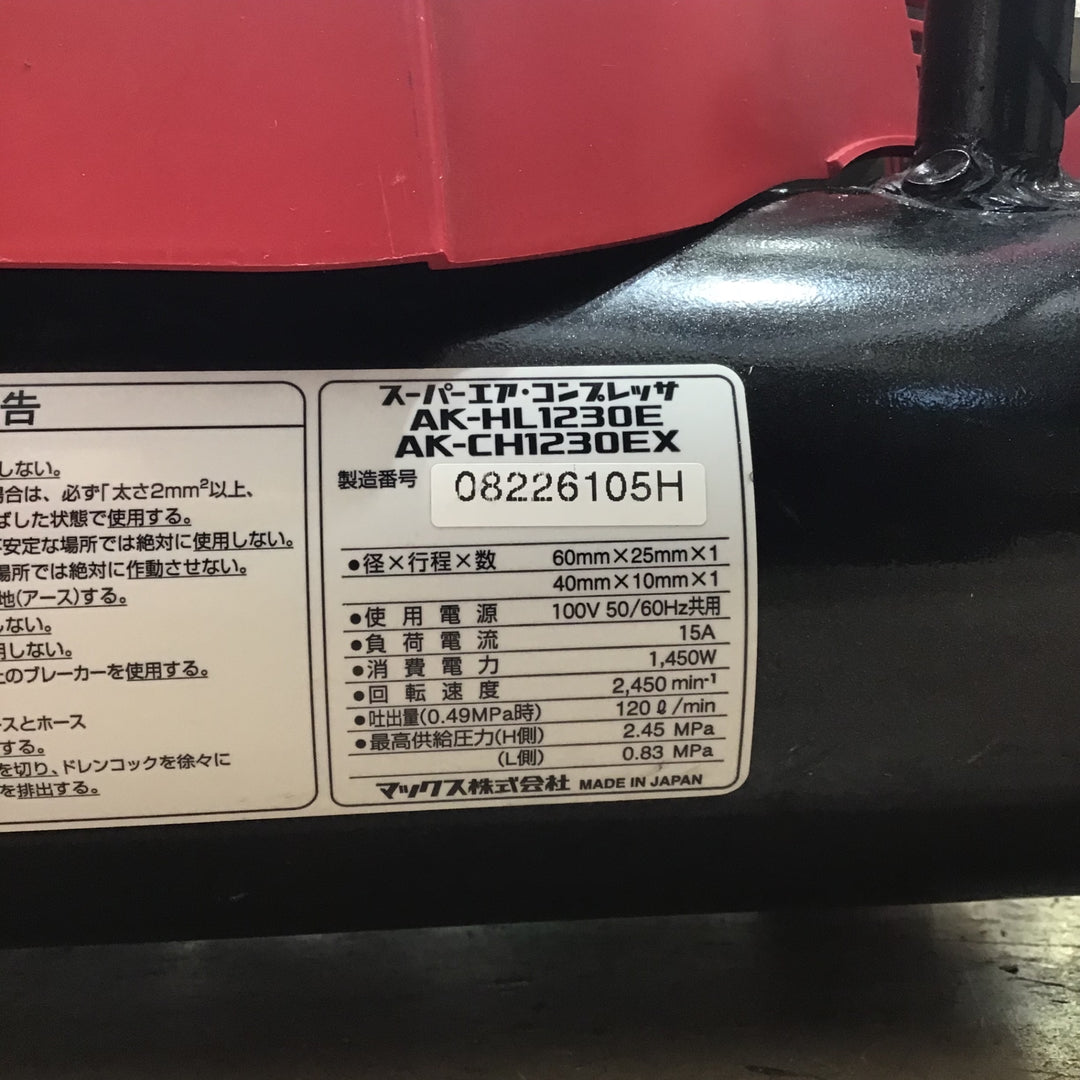 告
しない。
場合は、必ず「太さ2mm²以上、
ばした状態で使用する。
安定な場所では絶対に使用しない。
場所では絶対に作動させない。
地(アース)する。
しない。
用しない。
のブレーカーを使用する。
スとホース
する。
を切り、ドレンコックを徐々に
を排出する。
スーパーエア・コンプレッサ
AK-HL1230E
AK-CH1230EX
製造番号 08226105H
●径×行程×数 60mm×25mm×1
40mm×10mm×1
●使用電源 100V 50/60Hz共用
●負荷電流 15A
●消費電力 1,450W
●回転速度 2,450 min⁻¹
●吐出量(0.49MPa時) 120 ℓ/min
●最高供給圧力(H側) 2.45 MPa
(L側) 0.83 MPa
マックス株式会社 MADE IN JAPAN